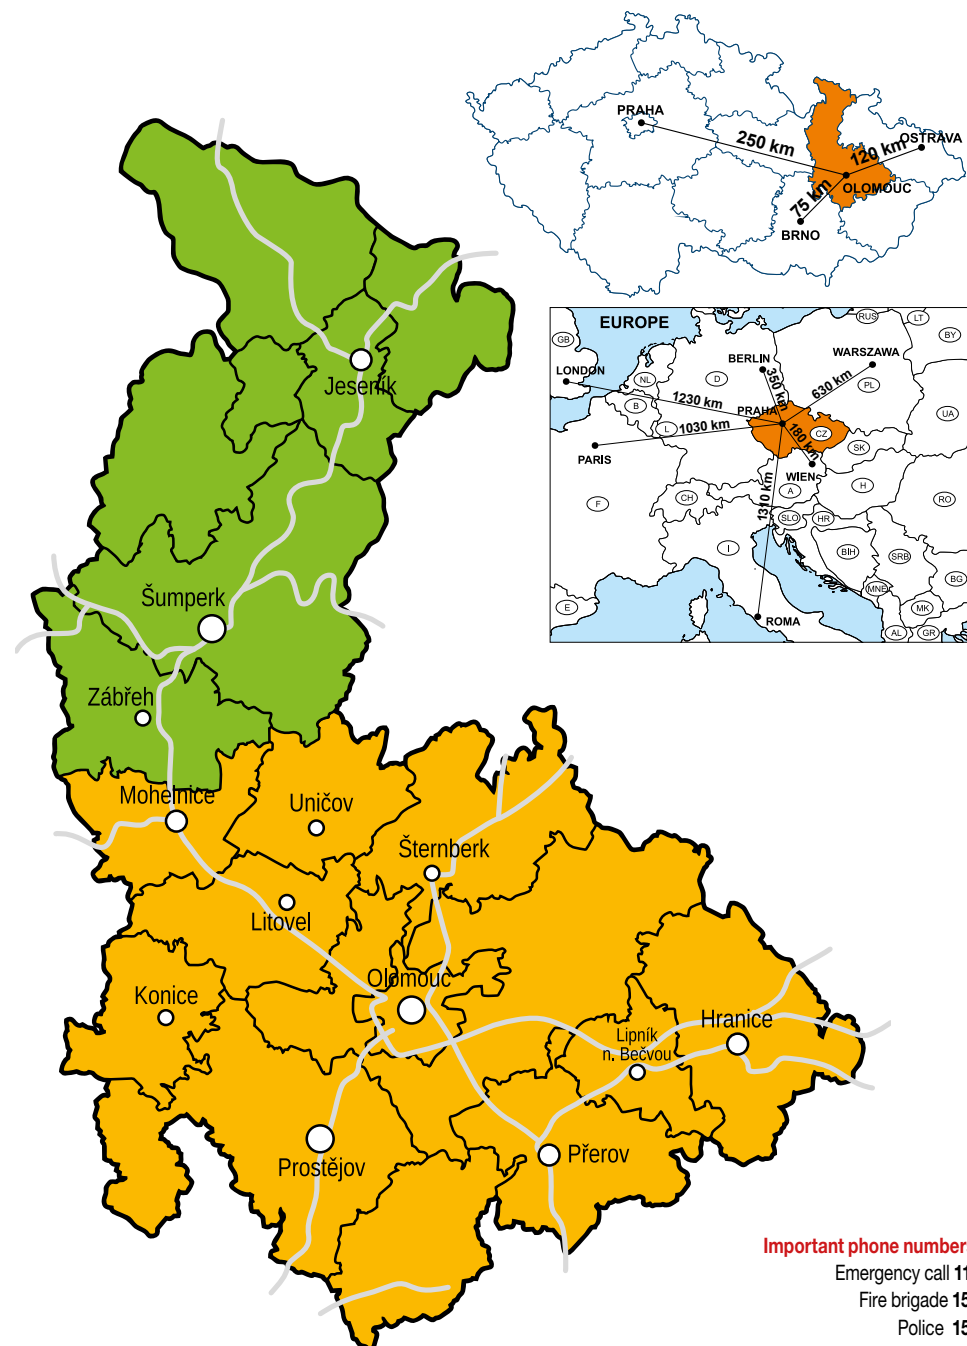 PRAHA
250 km
120 km
OSTRAVA
OLOMOUC
75 km
BRNO
EUROPE
GB
RUS
LT
BY
LONDON
NL
D
BERLIN
350 km
WARSZAWA
630 km
PL
1230 km
B
PRAHA
UA
L
1030 km
180 km
CZ
SK
PARIS
WIEN
1310 km
A
H
F
CH
RO
SLO
HR
I
BIH
SRB
BG
E
MNE
MK
ROMA
AL
GR
Jeseník
Šumperk
Zábřeh
Mohelnice
Uničov
Šternberk
Litovel
Olomouc
Konice
Hranice
Lipník
n. Bečvou
Prostějov
Přerov
Important phone number
Emergency call 11
Fire brigade 15
Police 15